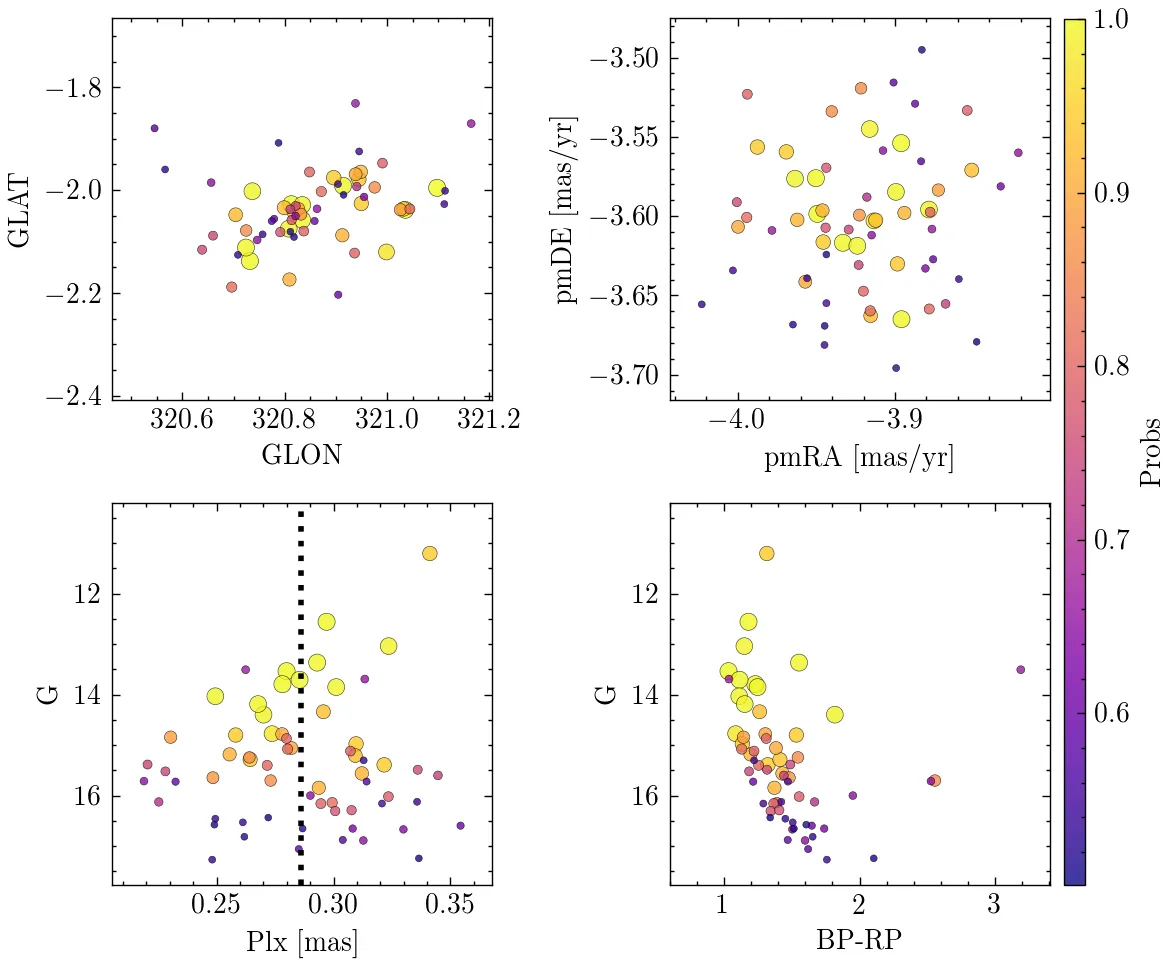 −1.8
−2.0
−2.2
−2.4
GLAT
320.6 320.8 321.0 321.2
GLON
−3.50
−3.55
−3.60
−3.65
−3.70
pmDE [mas/yr]
−4.0 −3.9
pmRA [mas/yr]
12
14
16
G
0.25 0.30 0.35
Plx [mas]
12
14
16
G
1 2 3
BP-RP
1.0
0.9
0.8
0.7
0.6
Probs